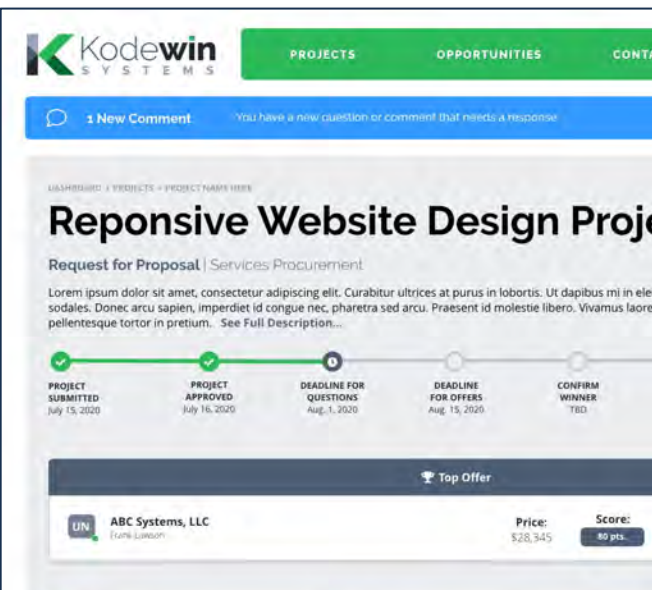 Kodewin
SYSTEMS
PROJECTS OPPORTUNITIES CONTA
1 New Comment You have a new question or comment that needs a response
DASHBOARD > PROJECTS > PROJECT NAME HERE
Reponsive Website Design Proje
Request for Proposal | Services Procurement
Lorem ipsum dolor sit amet, consectetur adipiscing elit. Curabitur ultrices at purus in lobortis. Ut dapibus mi in ele
sodales. Donec arcu sapien, imperdiet id congue nec, pharetra sed arcu. Praesent id molestie libero. Vivamus laore
pellentesque tortor in pretium. See Full Description...
PROJECT SUBMITTED
July 15, 2020
PROJECT APPROVED
July 16, 2020
DEADLINE FOR QUESTIONS
Aug. 1, 2020
DEADLINE FOR OFFERS
Aug. 15, 2020
CONFIRM WINNER
TBD
Top Offer
UN ABC Systems, LLC
Frank Lawson
Price:
$28,345
Score:
80 pts.